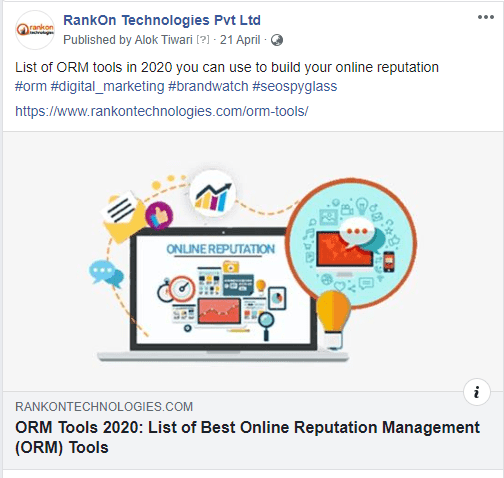 rankon
technologies
RankOn Technologies Pvt Ltd
Published by Alok Tiwari [?] · 21 April ·
List of ORM tools in 2020 you can use to build your online reputation
#orm #digital_marketing #brandwatch #seospyglass
https://www.rankontechnologies.com/orm-tools/
ONLINE REPUTATION
i
RANKONTECHNOLOGIES.COM
ORM Tools 2020: List of Best Online Reputation Management
(ORM) Tools